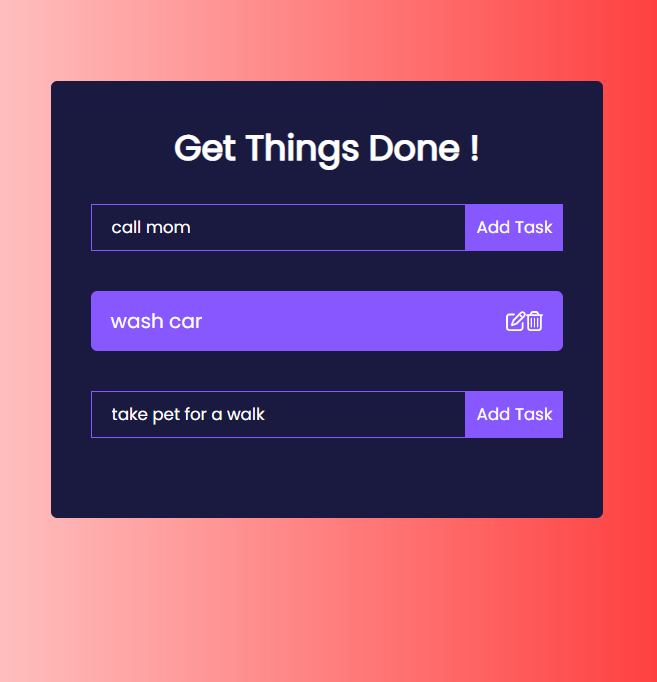 Get Things Done !
call mom Add Task
wash car
take pet for a walk Add Task